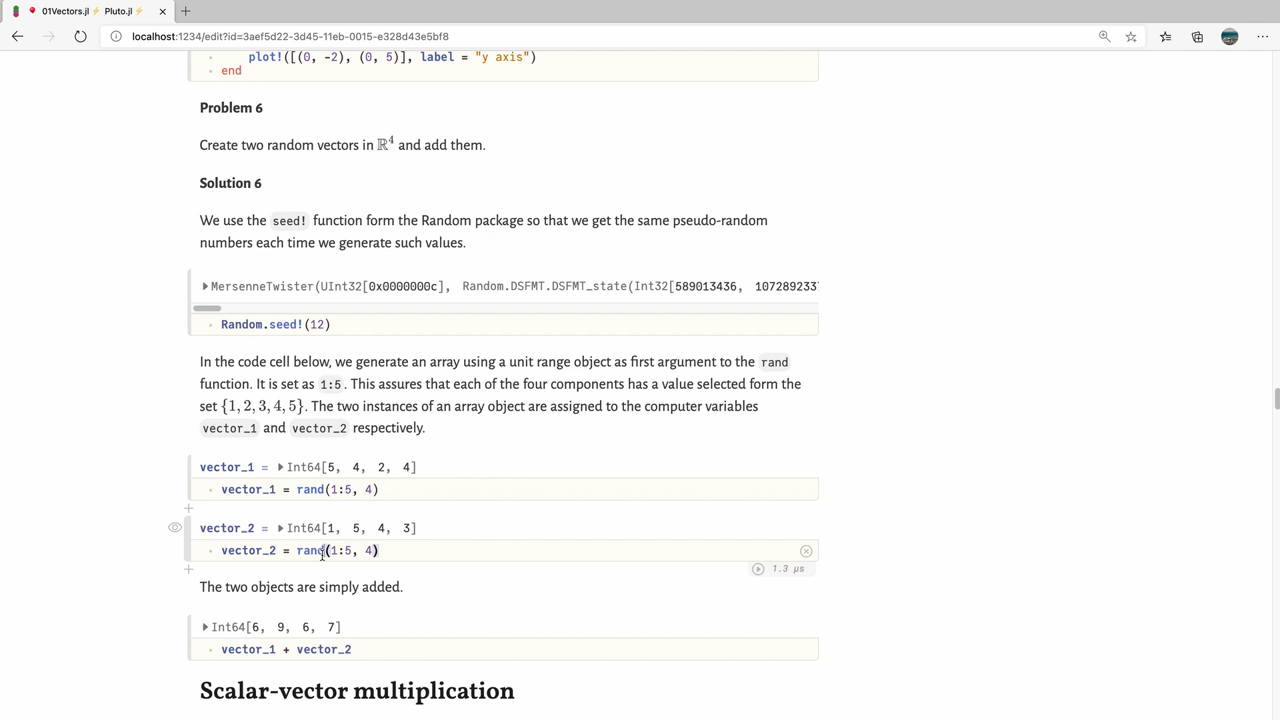 01Vectors.jl⚡ Pluto.jl⚡
localhost:1234/edit?id=3aef5d22-3d45-11eb-0015-e328d43e5bf8
plot!([(0, -2), (0, 5)], label = "y axis")
end
Problem 6
Create two random vectors in ℝ⁴ and add them.
Solution 6
We use the seed! function form the Random package so that we get the same pseudo-random
numbers each time we generate such values.
MersenneTwister(UInt32[0x0000000c], Random.DSFMT.DSFMT_state(Int32[589013436, 1072892337
Random.seed!(12)
In the code cell below, we generate an array using a unit range object as first argument to the rand
function. It is set as 1:5. This assures that each of the four components has a value selected form the
set {1, 2, 3, 4, 5}. The two instances of an array object are assigned to the computer variables
vector_1 and vector_2 respectively.
vector_1 = Int64[5, 4, 2, 4]
vector_1 = rand(1:5, 4)
vector_2 = Int64[1, 5, 4, 3]
vector_2 = rand(1:5, 4)
1.3 μs
The two objects are simply added.
Int64[6, 9, 6, 7]
vector_1 + vector_2
Scalar-vector multiplication